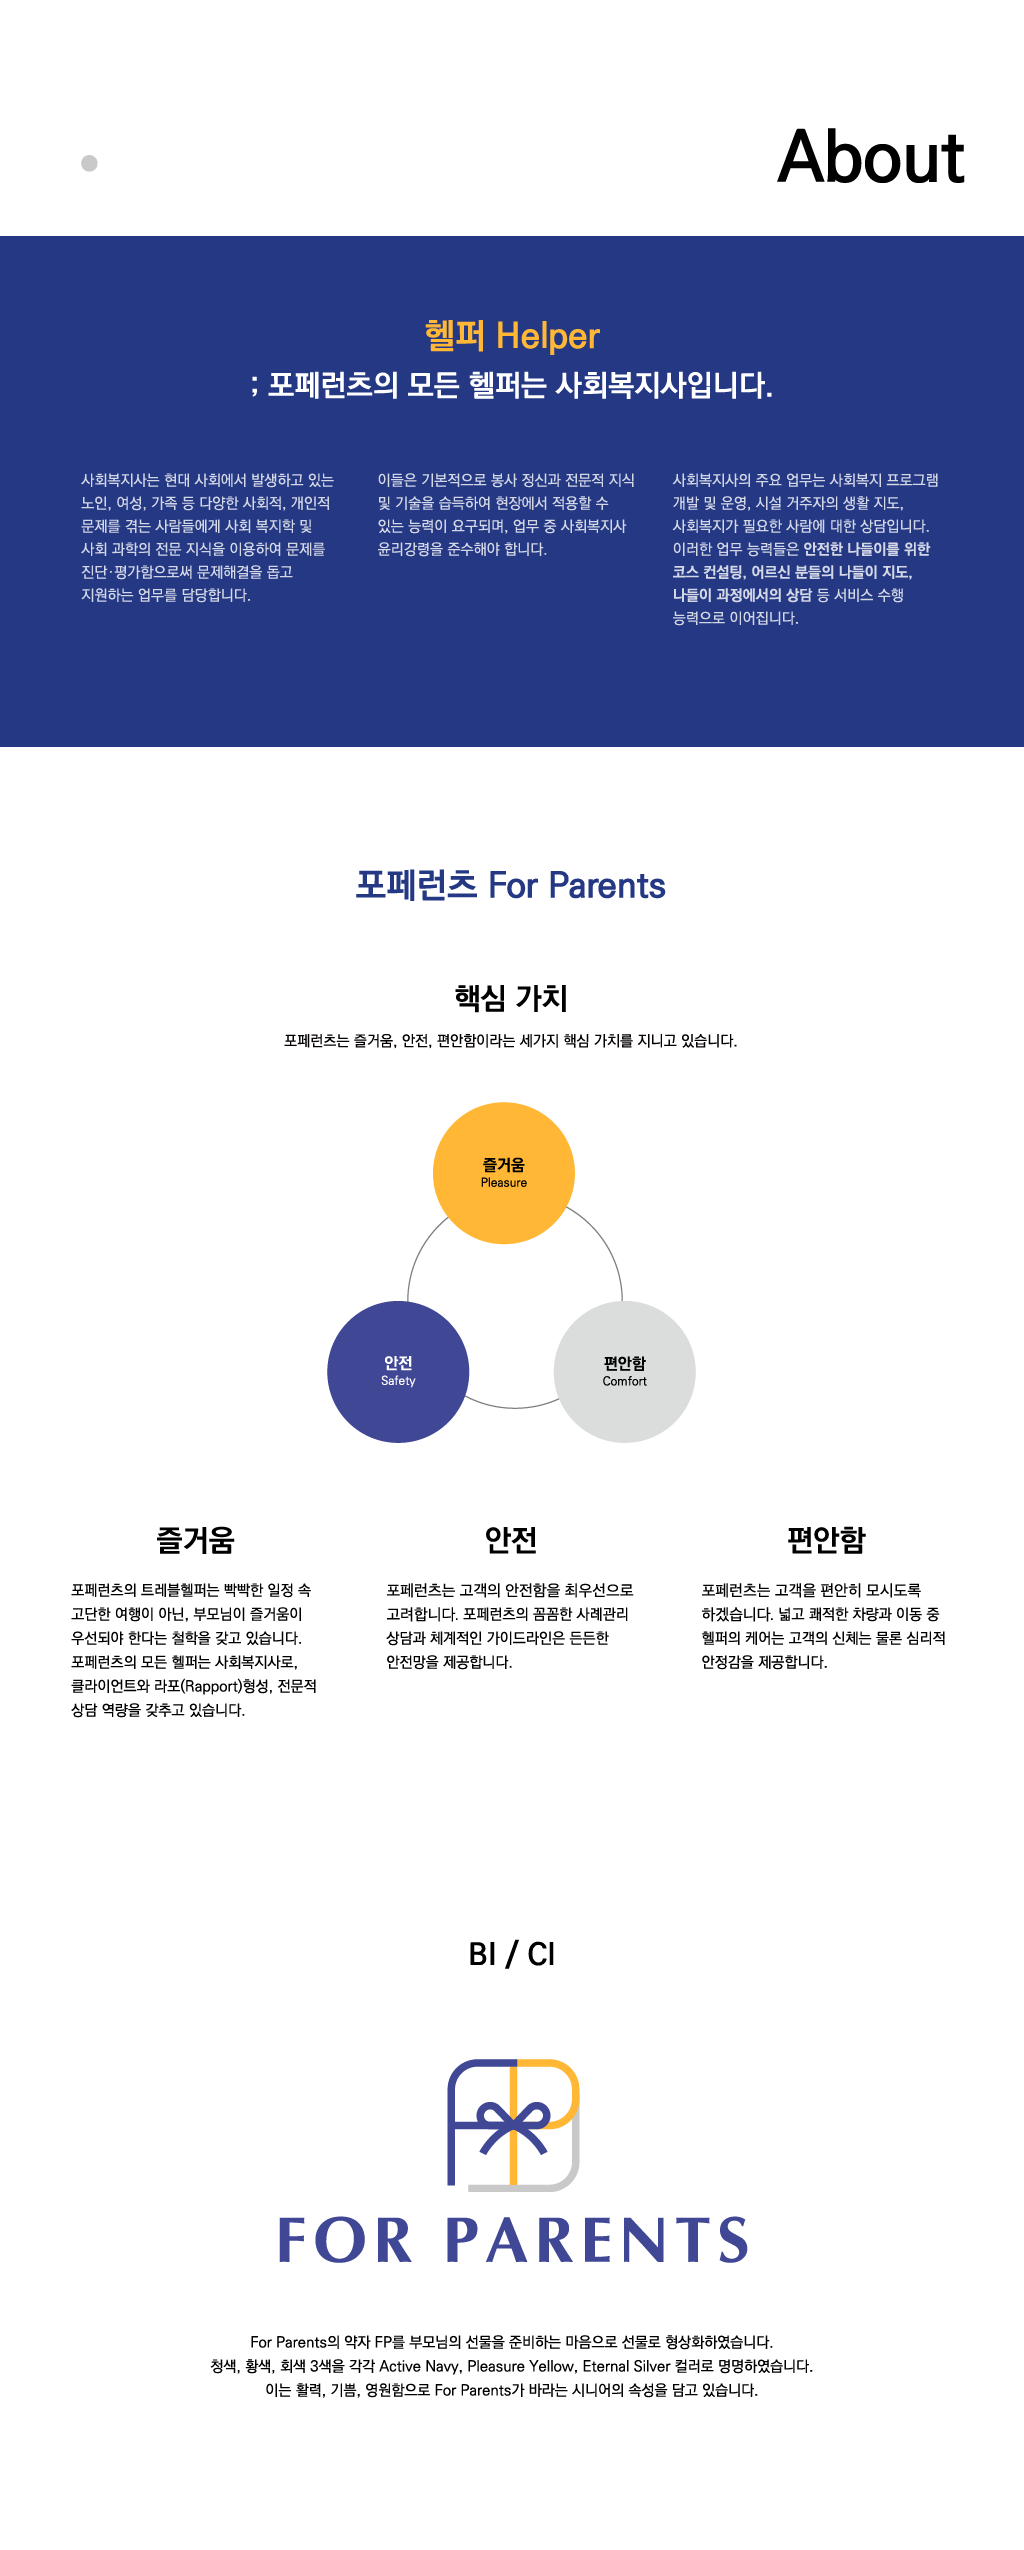 About
헬퍼 Helper
; 포페런츠의 모든 헬퍼는 사회복지사입니다.
사회복지사는 현대 사회에서 발생하고 있는
노인, 여성, 가족 등 다양한 사회적, 개인적
문제를 겪는 사람들에게 사회 복지학 및
사회 과학의 전문 지식을 이용하여 문제를
진단·평가함으로써 문제해결을 돕고
지원하는 업무를 담당합니다.
이들은 기본적으로 봉사 정신과 전문적 지식
및 기술을 습득하여 현장에서 적용할 수
있는 능력이 요구되며, 업무 중 사회복지사
윤리강령을 준수해야 합니다.
사회복지사의 주요 업무는 사회복지 프로그램
개발 및 운영, 시설 거주자의 생활 지도,
사회복지가 필요한 사람에 대한 상담입니다.
이러한 업무 능력들은 안전한 나들이를 위한
코스 컨설팅, 어르신 분들의 나들이 지도,
나들이 과정에서의 상담 등 서비스 수행
능력으로 이어집니다.
포페런츠 For Parents
핵심 가치
포페런츠는 즐거움, 안전, 편안함이라는 세가지 핵심 가치를 지니고 있습니다.
즐거움
Pleasure
안전
Safety
편안함
Comfort
즐거움
포페런츠의 트레블헬퍼는 빡빡한 일정 속
고단한 여행이 아닌, 부모님이 즐거움이
우선되야 한다는 철학을 갖고 있습니다.
포페런츠의 모든 헬퍼는 사회복지사로,
클라이언트와 라포(Rapport)형성, 전문적
상담 역량을 갖추고 있습니다.
안전
포페런츠는 고객의 안전함을 최우선으로
고려합니다. 포페런츠의 꼼꼼한 사례관리
상담과 체계적인 가이드라인은 든든한
안전망을 제공합니다.
편안함
포페런츠는 고객을 편안히 모시도록
하겠습니다. 넓고 쾌적한 차량과 이동 중
헬퍼의 케어는 고객의 신체는 물론 심리적
안정감을 제공합니다.
BI / CI
FOR PARENTS
For Parents의 약자 FP를 부모님의 선물을 준비하는 마음으로 선물로 형상화하였습니다.
청색, 황색, 회색 3색을 각각 Active Navy, Pleasure Yellow, Eternal Silver 컬러로 명명하였습니다.
이는 활력, 기쁨, 영원함으로 For Parents가 바라는 시니어의 속성을 담고 있습니다.